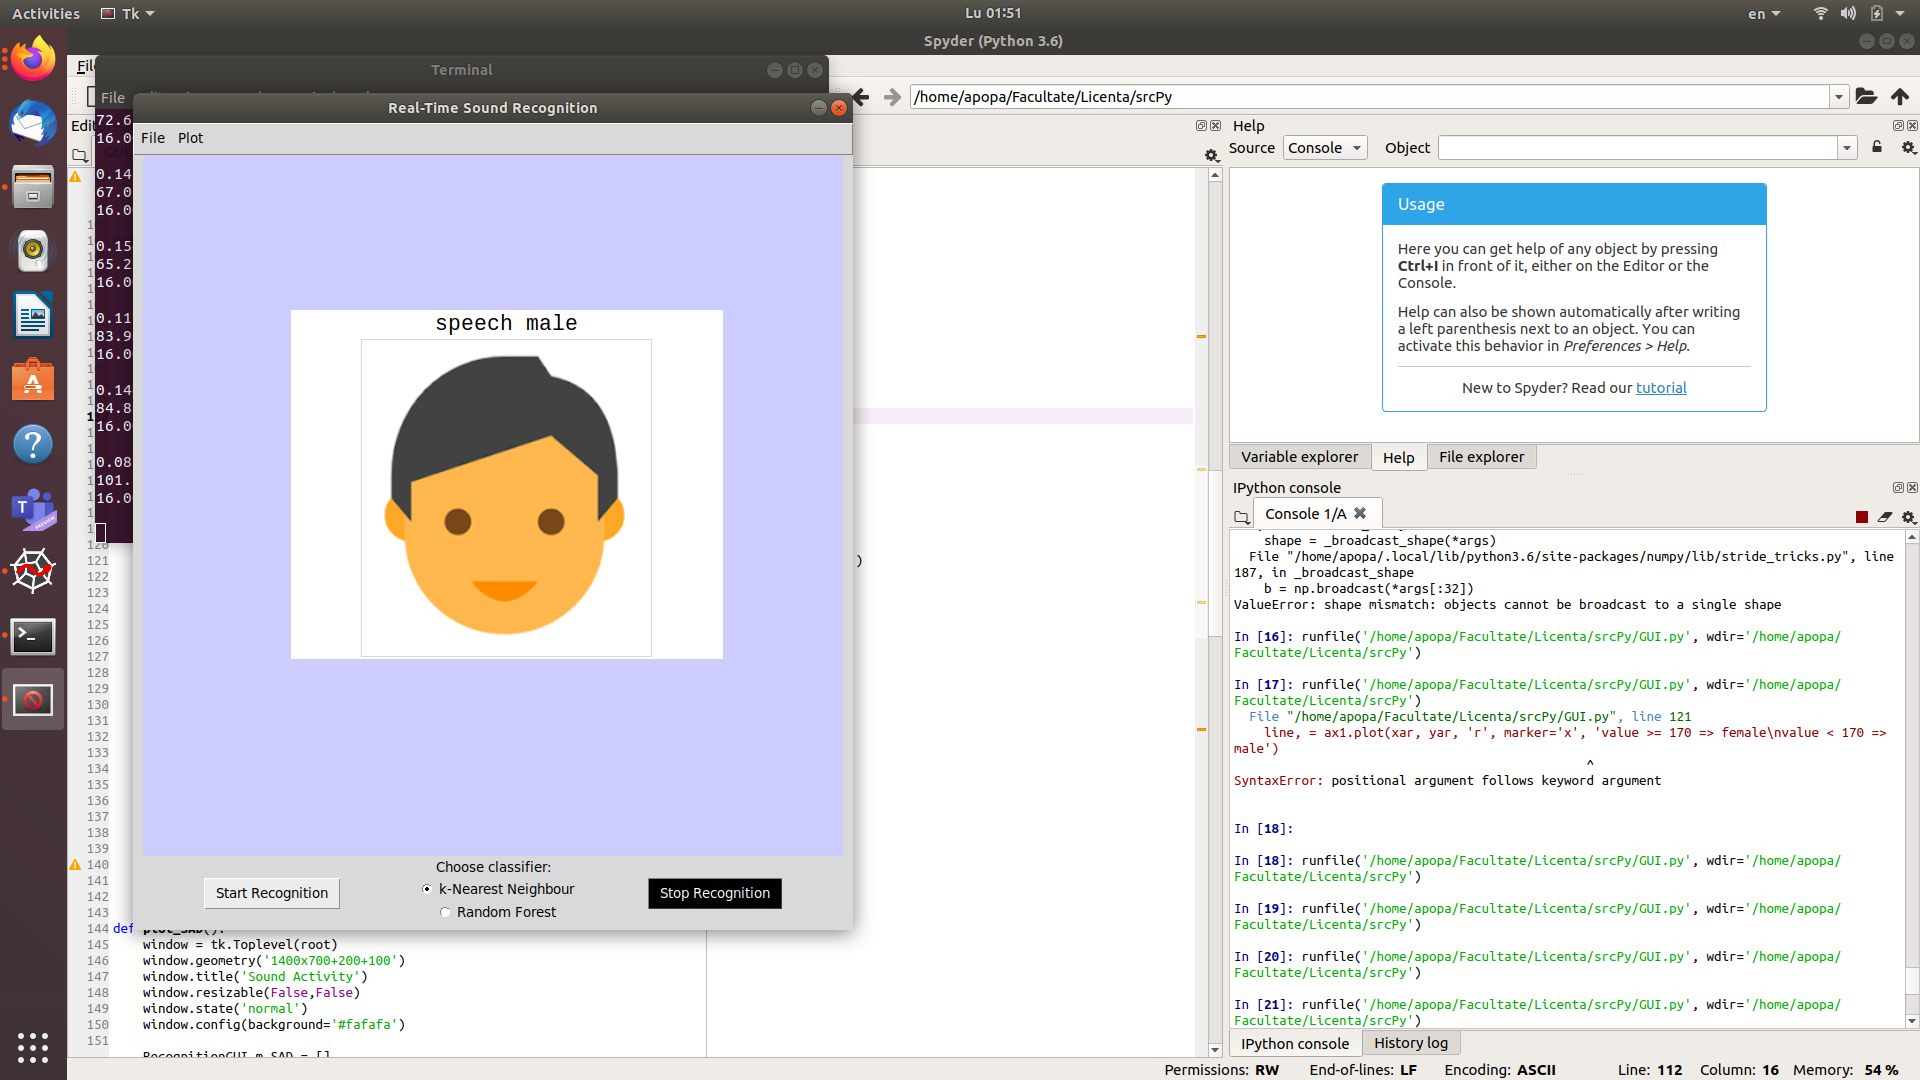 Activities
Tk
Lu 01:51
en
Spyder (Python 3.6)
File
Terminal
File
Real-Time Sound Recognition
/home/apopa/Facultate/Licenta/srcPy
File Plot
72.6
16.0
0.14
67.0
16.0
0.15
65.2
16.0
0.11
83.9
16.0
0.14
84.8
16.0
0.08
101.
16.0
speech male
Choose classifier:
k-Nearest Neighbour
Random Forest
Start Recognition
Stop Recognition
120
121 )
122
123
124
125
126
127
128
129
130
131
132
133
134
135
136
137
138
139
140
141
142
143
144 def plot_SAD():
145 window = tk.Toplevel(root)
146 window.geometry('1400x700+200+100')
147 window.title('Sound Activity')
148 window.resizable(False,False)
149 window.state('normal')
150 window.config(background='#fafafa')
151
RecognitionGUI.m_SAD = []
Help
Source Console Object
Usage
Here you can get help of any object by pressing
Ctrl+I in front of it, either on the Editor or the
Console.
Help can also be shown automatically after writing
a left parenthesis next to an object. You can
activate this behavior in Preferences > Help.
New to Spyder? Read our tutorial
Variable explorer Help File explorer
IPython console
Console 1/A
shape = _broadcast_shape(*args)
File "/home/apopa/.local/lib/python3.6/site-packages/numpy/lib/stride_tricks.py", line
187, in _broadcast_shape
b = np.broadcast(*args[:32])
ValueError: shape mismatch: objects cannot be broadcast to a single shape
In [16]: runfile('/home/apopa/Facultate/Licenta/srcPy/GUI.py', wdir='/home/apopa/
Facultate/Licenta/srcPy')
In [17]: runfile('/home/apopa/Facultate/Licenta/srcPy/GUI.py', wdir='/home/apopa/
Facultate/Licenta/srcPy')
File "/home/apopa/Facultate/Licenta/srcPy/GUI.py", line 121
line, = ax1.plot(xar, yar, 'r', marker='x', 'value >= 170 => female\nvalue < 170 =>
male')
^
SyntaxError: positional argument follows keyword argument
In [18]:
In [18]: runfile('/home/apopa/Facultate/Licenta/srcPy/GUI.py', wdir='/home/apopa/
Facultate/Licenta/srcPy')
In [19]: runfile('/home/apopa/Facultate/Licenta/srcPy/GUI.py', wdir='/home/apopa/
Facultate/Licenta/srcPy')
In [20]: runfile('/home/apopa/Facultate/Licenta/srcPy/GUI.py', wdir='/home/apopa/
Facultate/Licenta/srcPy')
In [21]: runfile('/home/apopa/Facultate/Licenta/srcPy/GUI.py', wdir='/home/apopa/
Facultate/Licenta/srcPy')
IPython console History log
Permissions: RW End-of-lines: LF Encoding: ASCII Line: 112 Column: 16 Memory: 54 %